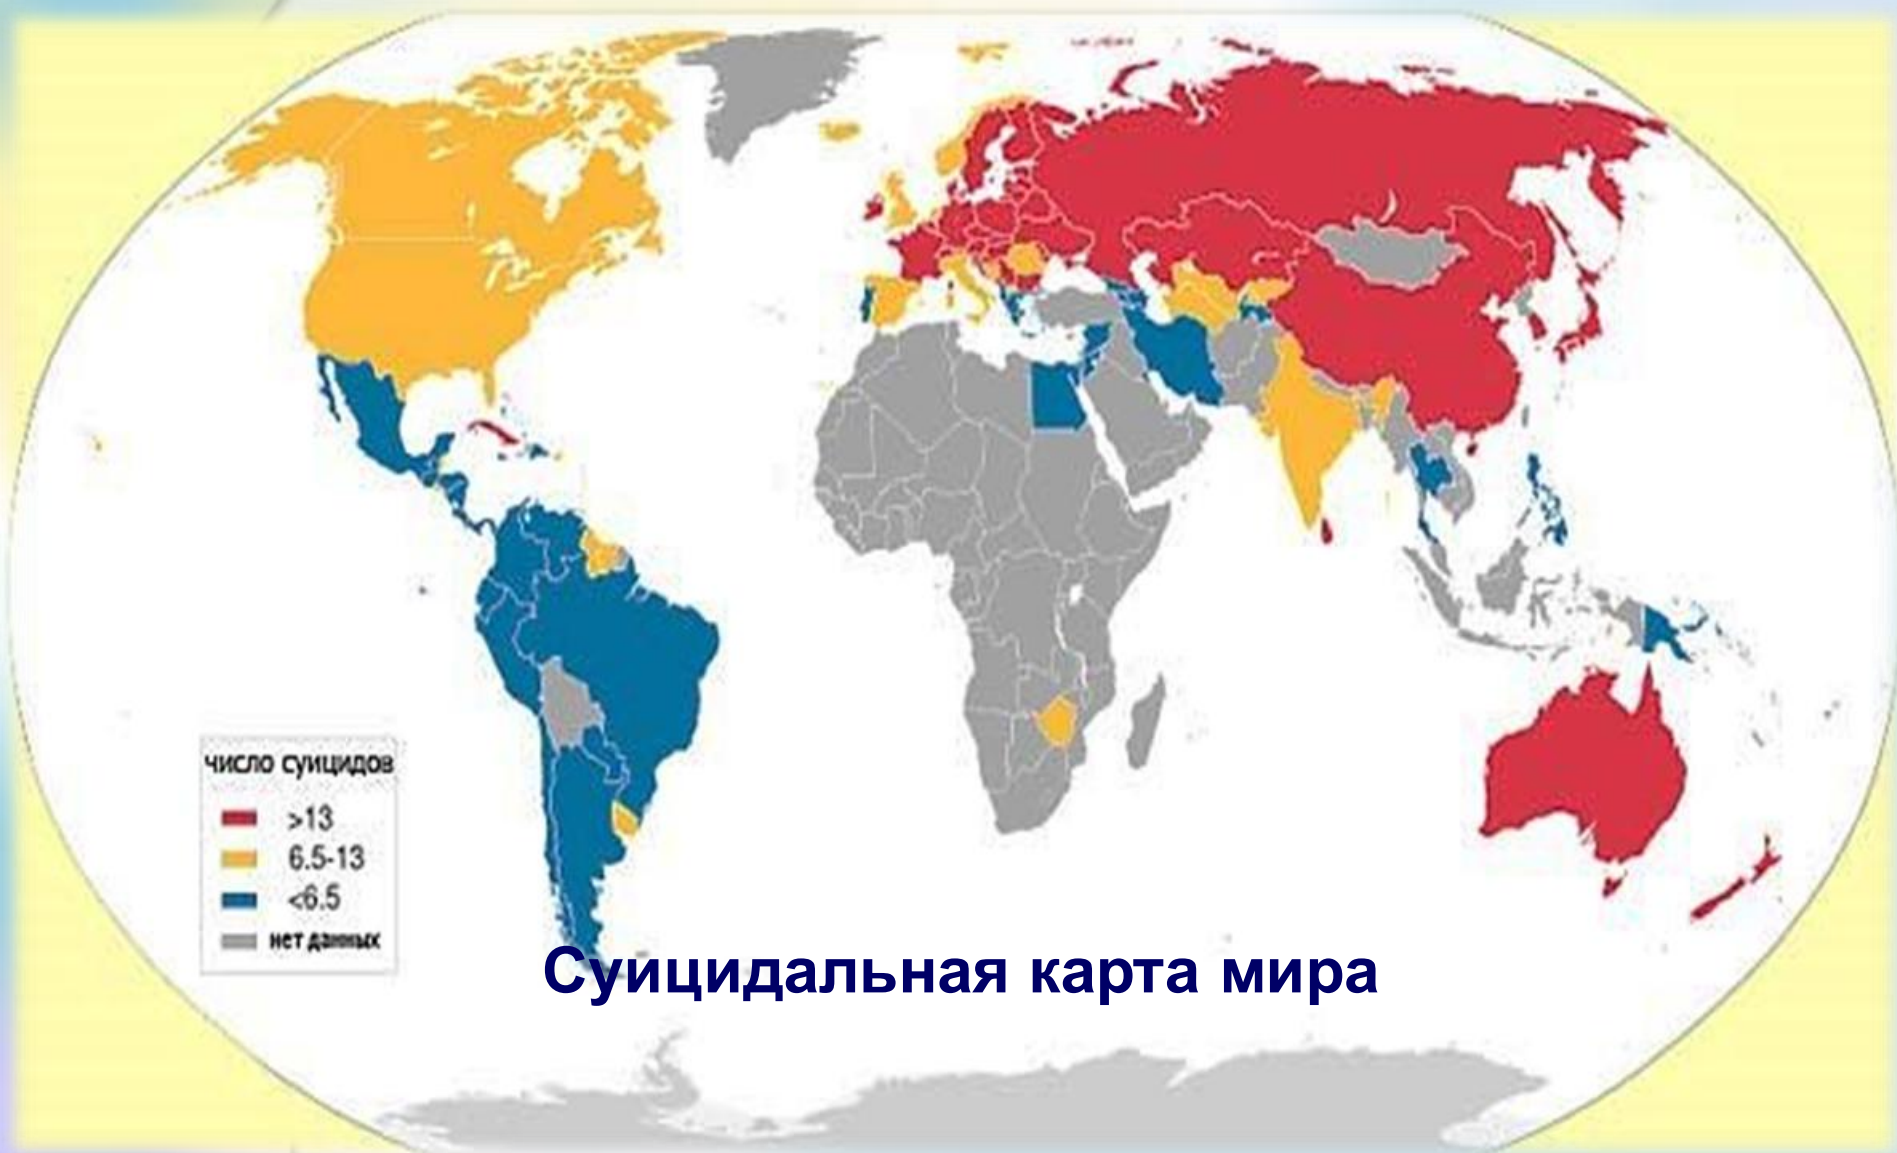 число суицидов
>13
6.5-13
<6.5
нет данных
Суицидальная карта мира